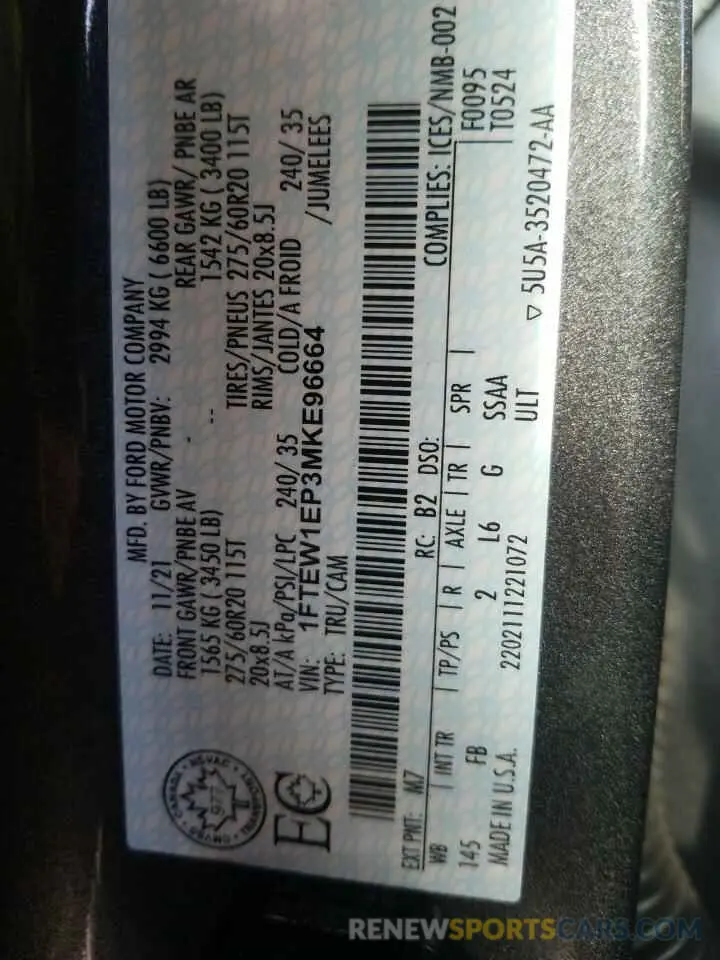 MFD. BY FORD MOTOR COMPANY
DATE: 11/21 GVWR/PNBV: 2994 KG ( 6600 LB)
FRONT GAWR/PNBE AV REAR GAWR/ PNBE AR
1565 KG ( 3450 LB) 1542 KG ( 3400 LB)
275/60R20 115T TIRES/PNEUS 275/60R20 115T
20x8.5J RIMS/JANTES 20x8.5J
AT/A kPa/PSI/LPC 240/ 35 COLD/A FROID 240/ 35
VIN: 1FTEW1EP3MKE96664 /JUMELEES
TYPE: TRU/CAM
EC
EXT PNT: M7 RC: B2 DSO: COMPLIES: ICES/NMB-002
WB INT TR TP/PS R AXLE TR SPR F0095
145 FB 2 L6 G SSAA T0524
MADE IN U.S.A. 2202111221072 ULT
5U5A-3520472-AA
RENEWSPORTSCARS.COM